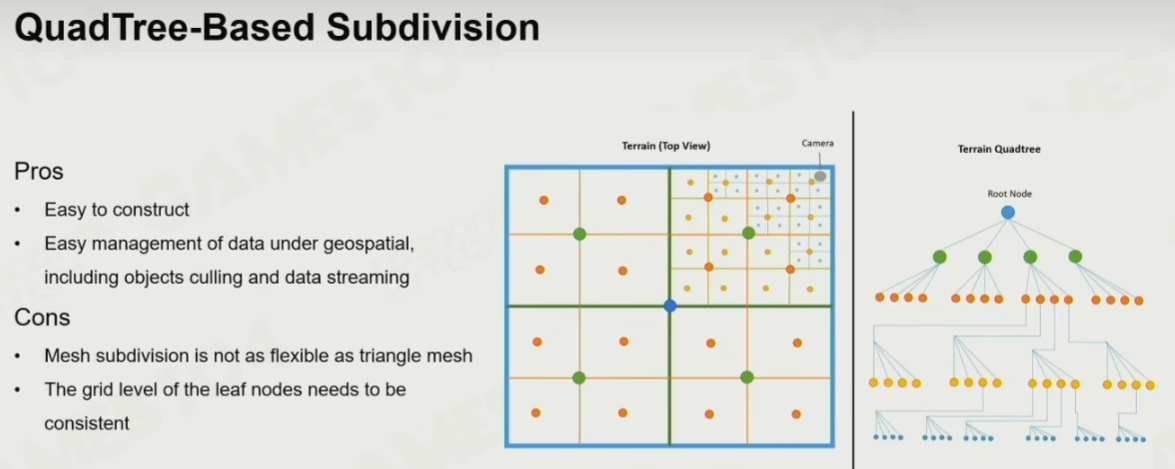 QuadTree-Based Subdivision
Pros
• Easy to construct
• Easy management of data under geospatial,
including objects culling and data streaming
Cons
• Mesh subdivision is not as flexible as triangle mesh
• The grid level of the leaf nodes needs to be
consistent
Terrain (Top View)
Camera
Terrain Quadtree
Root Node
GAMES104